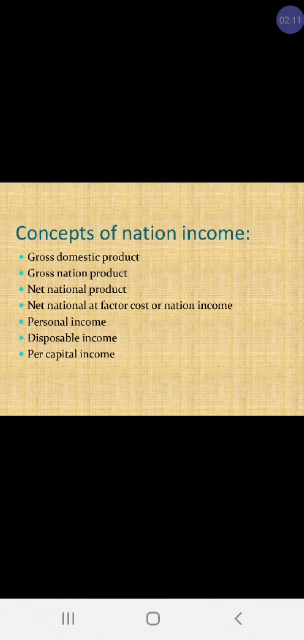 02:11
Concepts of nation income:
Gross domestic product
Gross nation product
Net national product
Net national at factor cost or nation income
Personal income
Disposable income
Per capital income